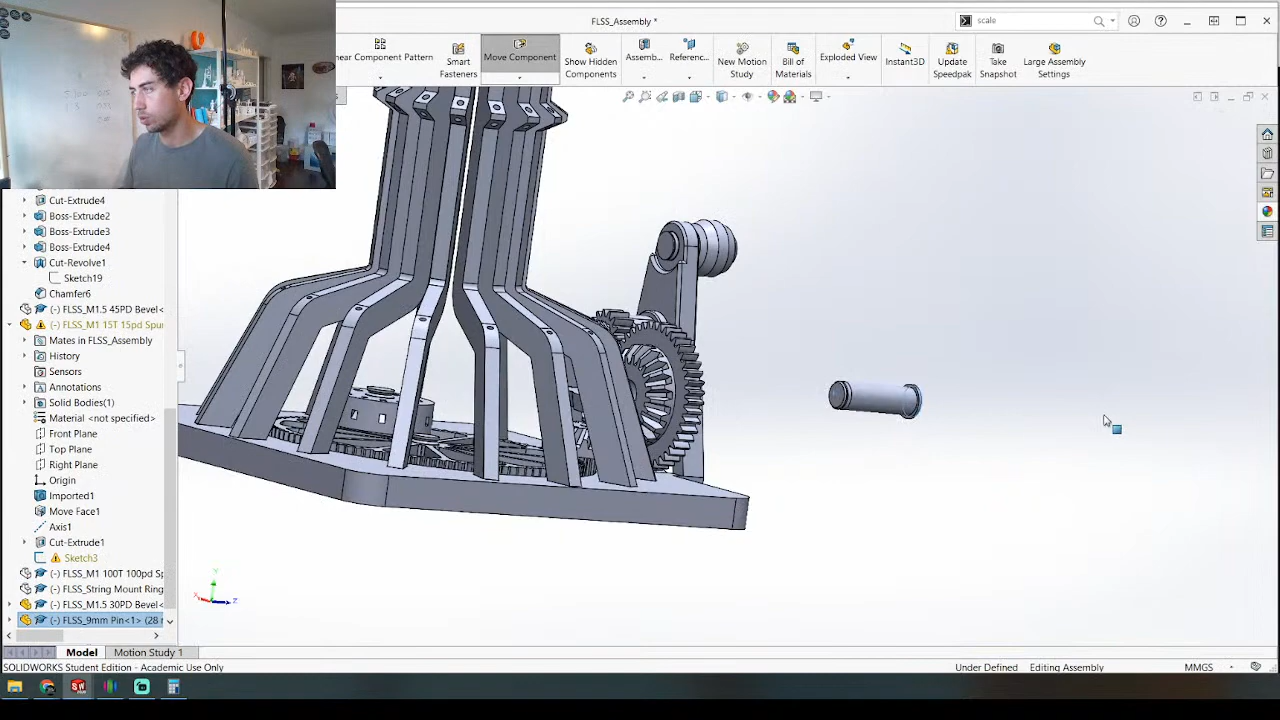 FLSS_Assembly *
scale
near Component Pattern
Smart
Fasteners
Move Component
Show Hidden
Components
Assemb...
Referenc...
New Motion
Study
Bill of
Materials
Exploded View
Instant3D
Update
Speedpak
Take
Snapshot
Large Assembly
Settings
Cut-Extrude4
Boss-Extrude2
Boss-Extrude3
Boss-Extrude4
Cut-Revolve1
Sketch19
Chamfer6
(-) FLSS_M1.5 45PD Bevel<
(-) FLSS_M1 15T 15pd Spu
Mates in FLSS_Assembly
History
Sensors
Annotations
Solid Bodies(1)
Material <not specified>
Front Plane
Top Plane
Right Plane
Origin
Imported1
Move Face1
Axis1
Cut-Extrude1
Sketch3
(-) FLSS_M1 100T 100pd Sp
(-) FLSS_String Mount Ring
(-) FLSS_M1.5 30PD Bevel<
(-) FLSS_9mm Pin<1> (28 r
Y
X
Z
Model
Motion Study 1
SOLIDWORKS Student Edition - Academic Use Only
Under Defined
Editing Assembly
MMGS